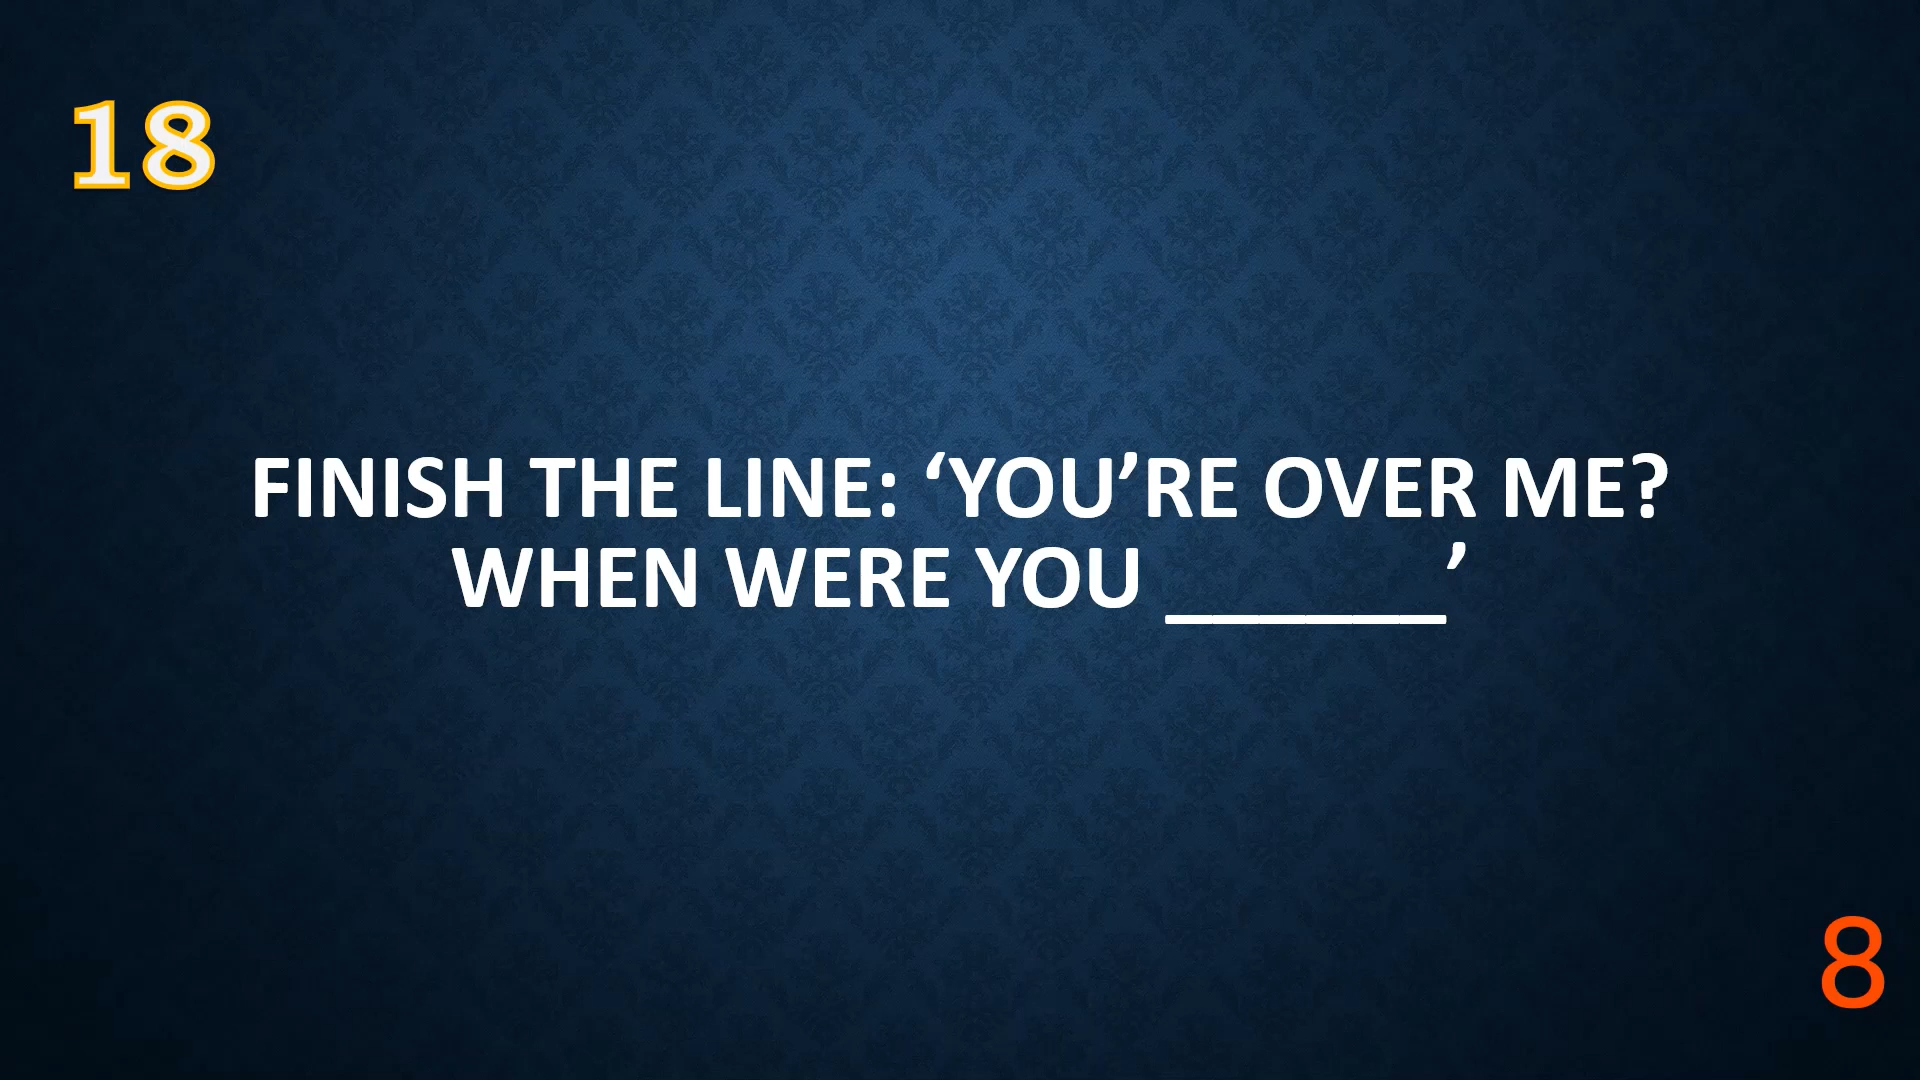 18
FINISH THE LINE: ‘YOU’RE OVER ME?
WHEN WERE YOU ______’
8